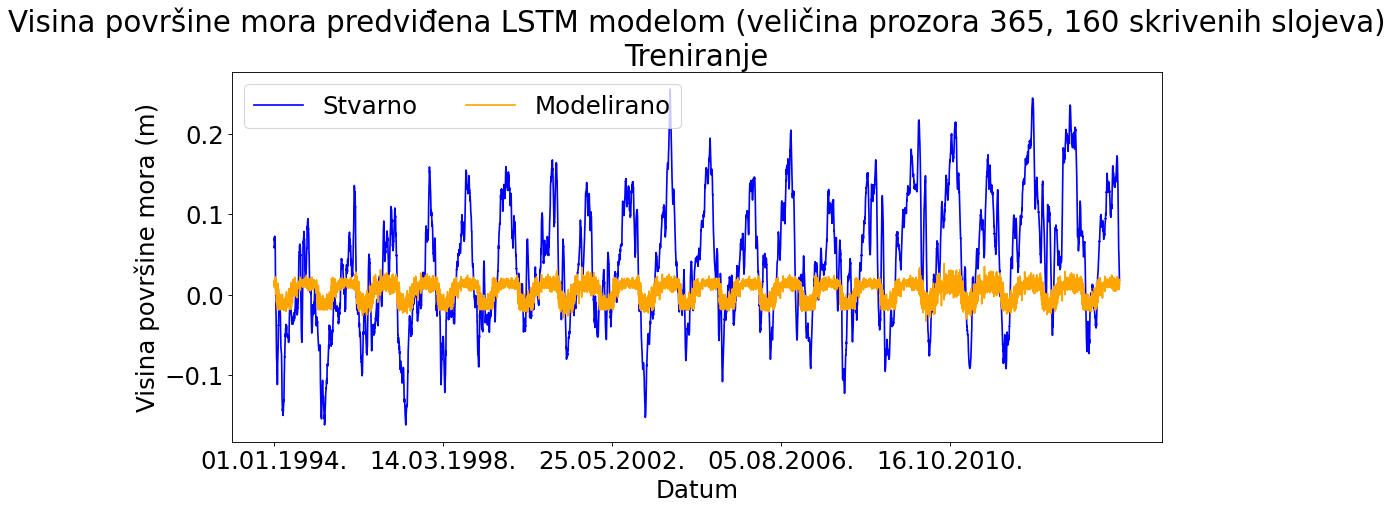 Visina površine mora predviđena LSTM modelom (veličina prozora 365, 160 skrivenih slojeva)
Treniranje
Stvarno
Modelirano
Visina površine mora (m)
0.2
0.1
0.0
−0.1
01.01.1994.
14.03.1998.
25.05.2002.
05.08.2006.
16.10.2010.
Datum